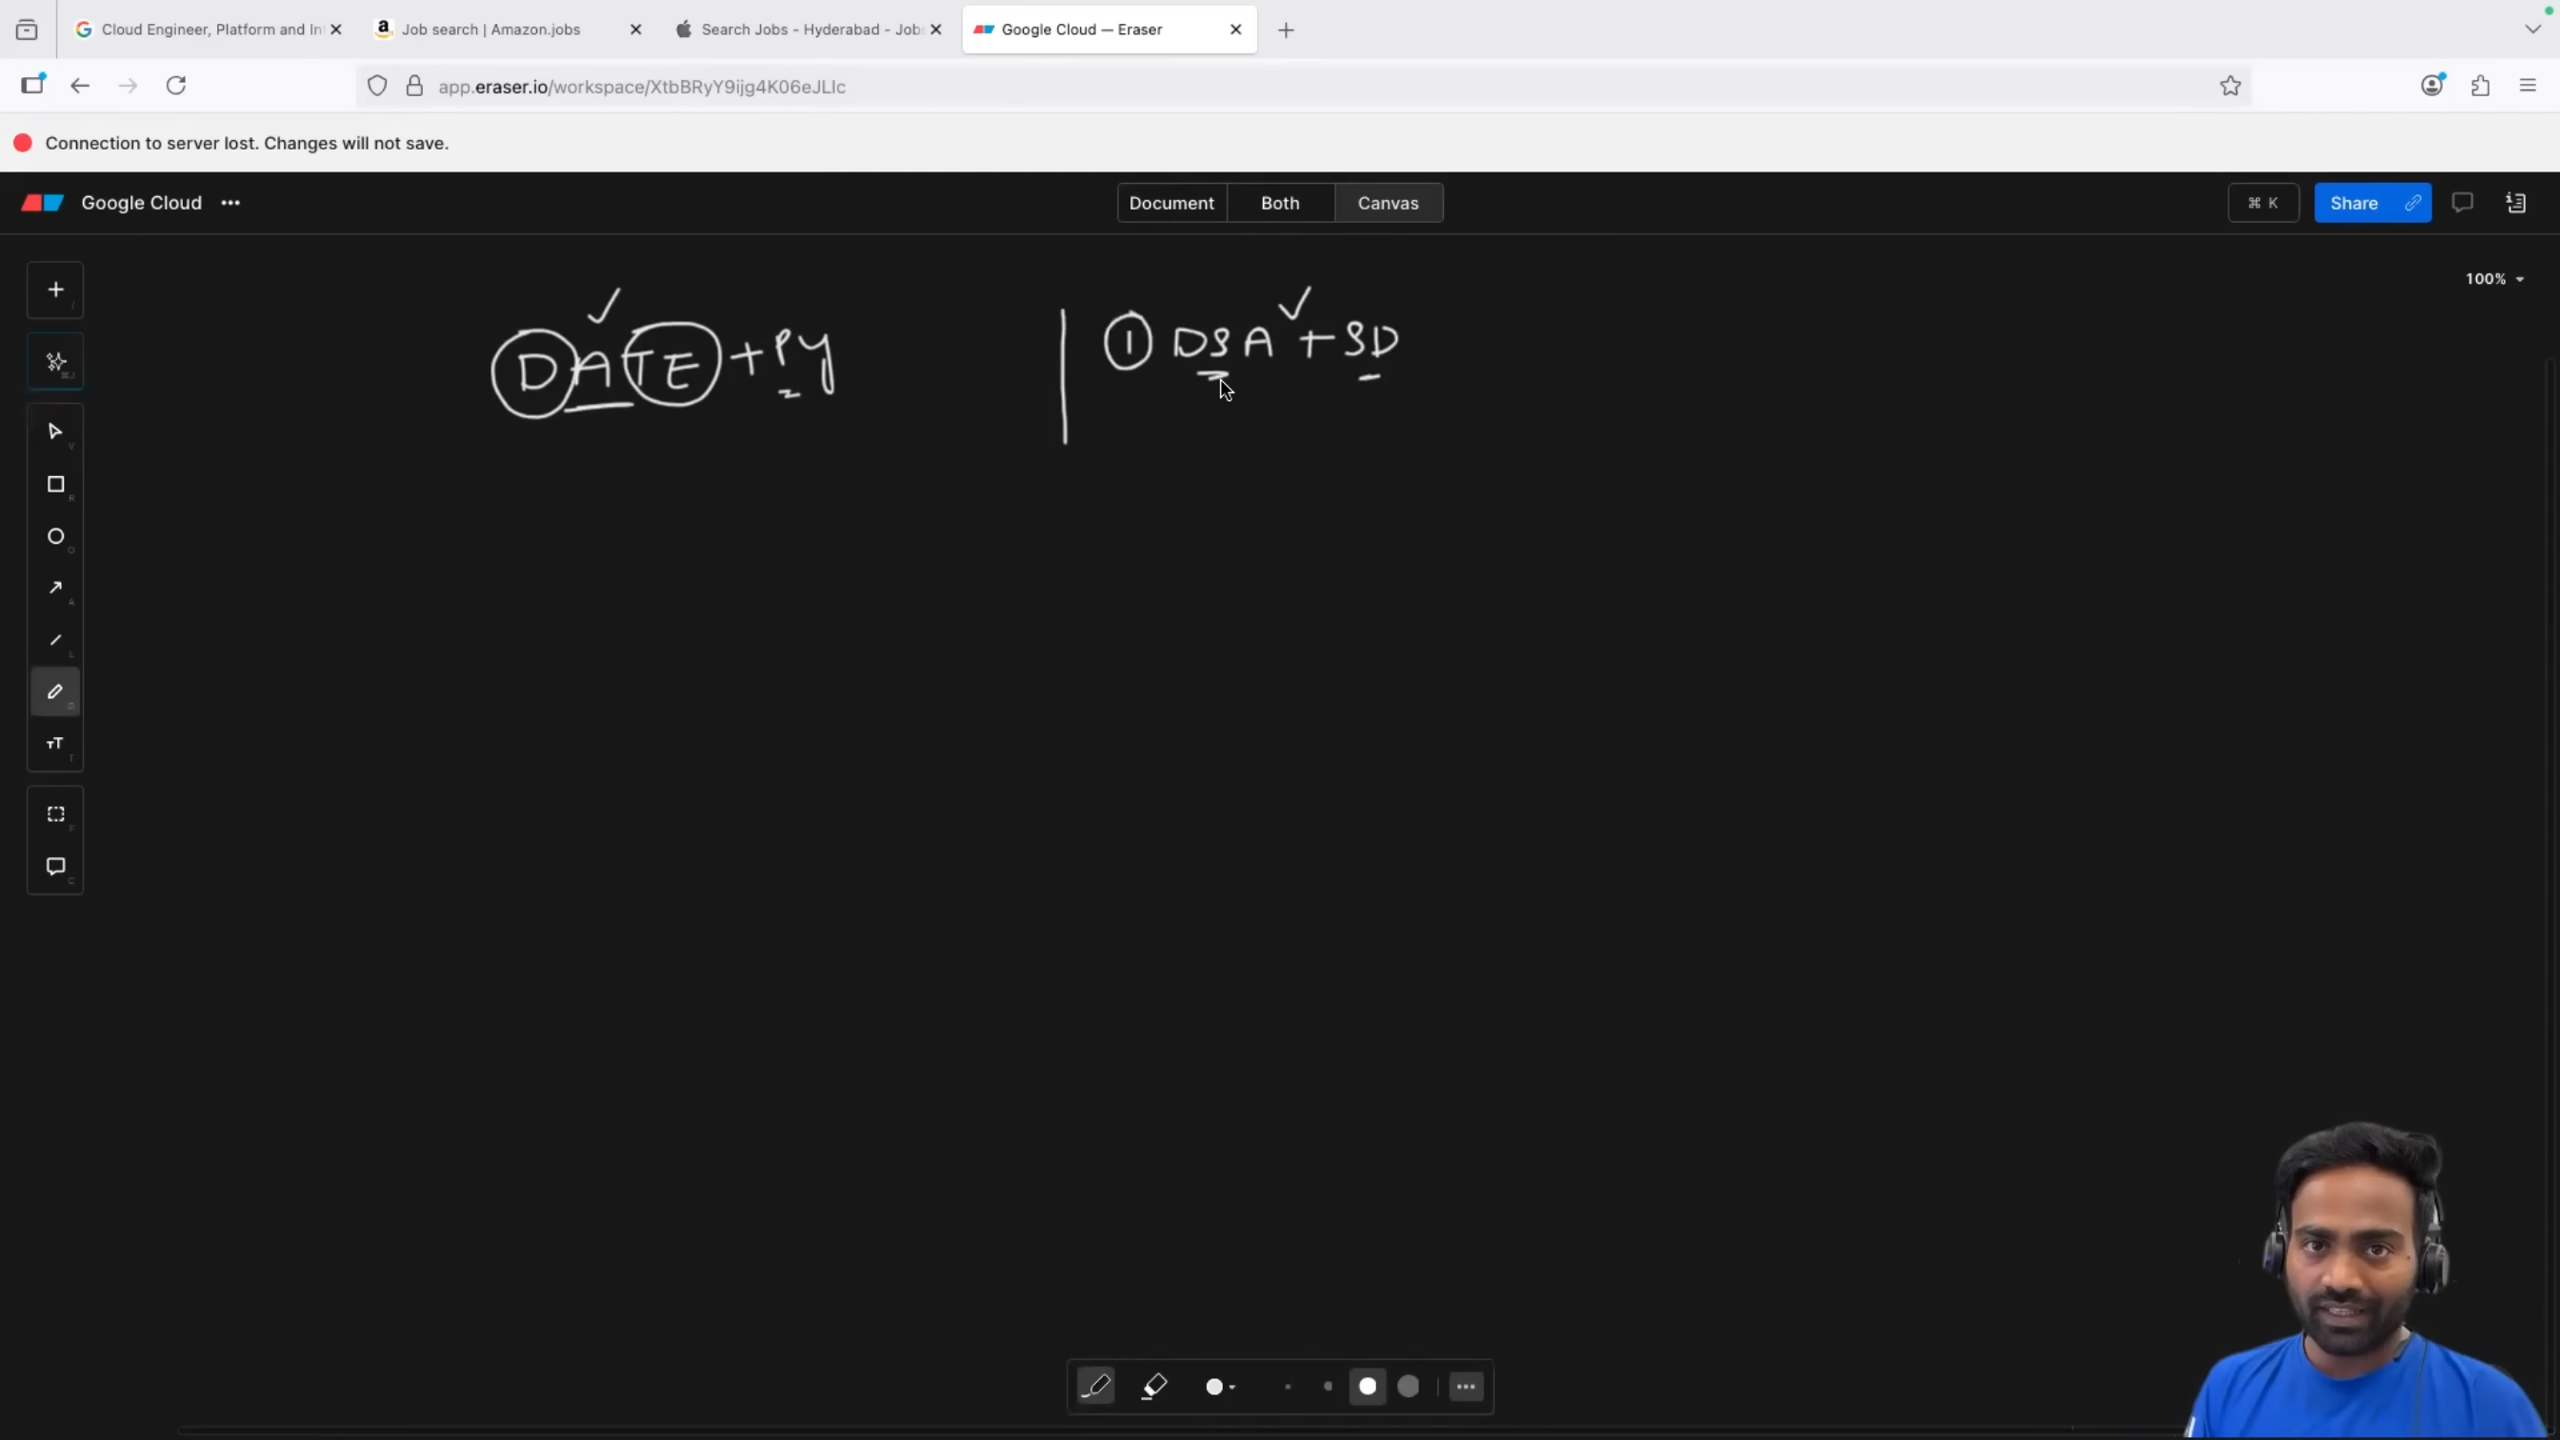 Cloud Engineer, Platform and In
Job search | Amazon.jobs
Search Jobs - Hyderabad - Job
Google Cloud — Eraser
app.eraser.io/workspace/XtbBRyY9ijg4K06eJLIc
Connection to server lost. Changes will not save.
Google Cloud
Document
Both
Canvas
⌘ K
Share
100%
DATE + PY
① DSA + SD
V
R
O
A
L
T
F
C